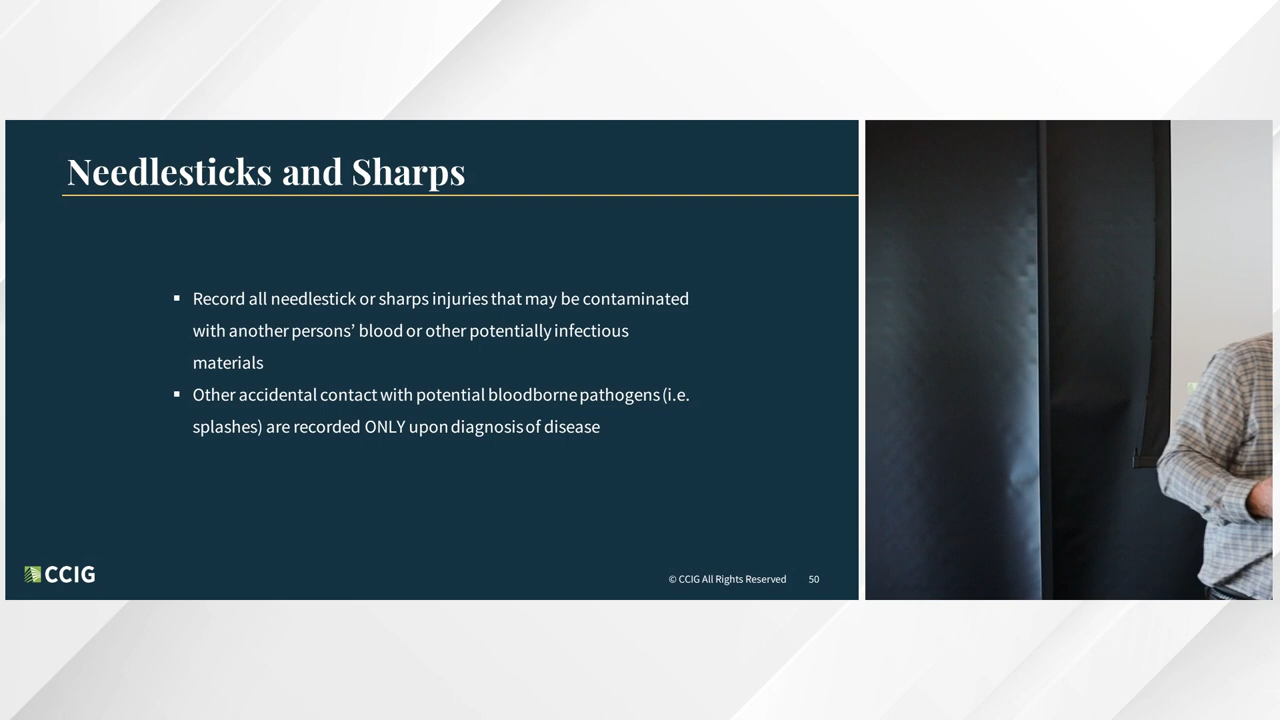 Needlesticks and Sharps
▪ Record all needlestick or sharps injuries that may be contaminated
with another persons’ blood or other potentially infectious
materials
▪ Other accidental contact with potential bloodborne pathogens (i.e.
splashes) are recorded ONLY upon diagnosis of disease
CCIG
© CCIG All Rights Reserved 50